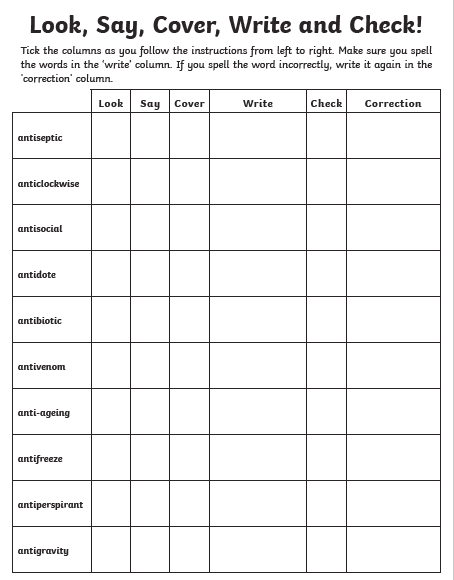 Look, Say, Cover, Write and Check!
Tick the columns as you follow the instructions from left to right. Make sure you spell
the words in the 'write' column. If you spell the word incorrectly, write it again in the
'correction' column.
Look Say Cover Write Check Correction
antiseptic
anticlockwise
antisocial
antidote
antibiotic
antivenom
anti-ageing
antifreeze
antiperspirant
antigravity